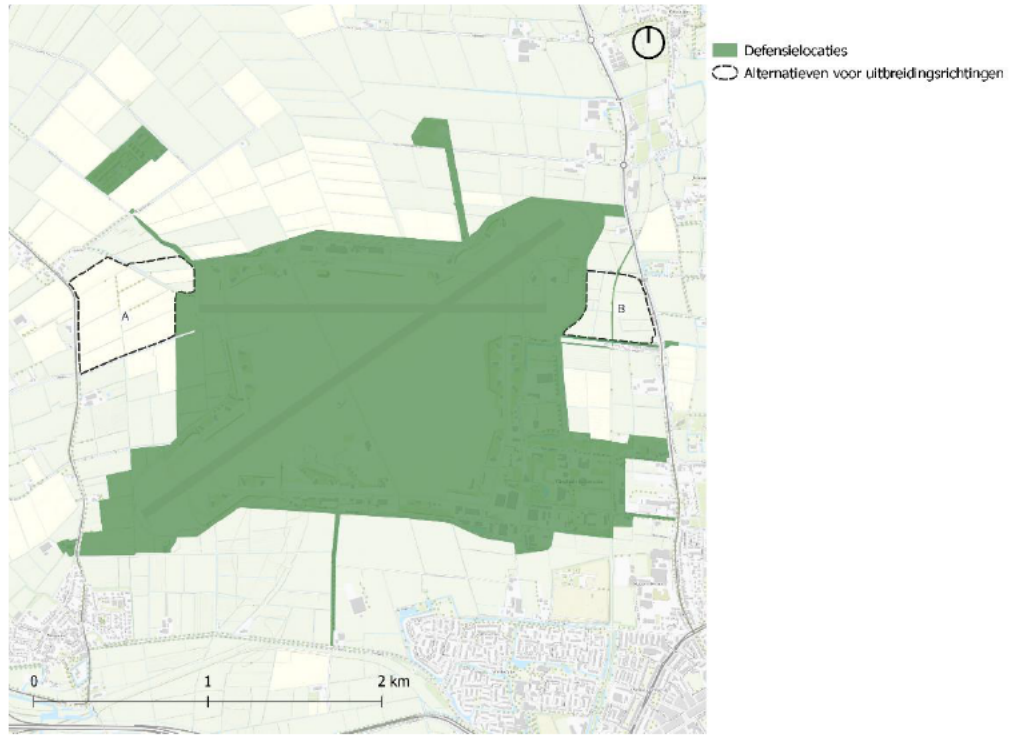 Defensielocaties
Alternatieven voor uitbreidingsrichtingen
A
B
0 1 2 km